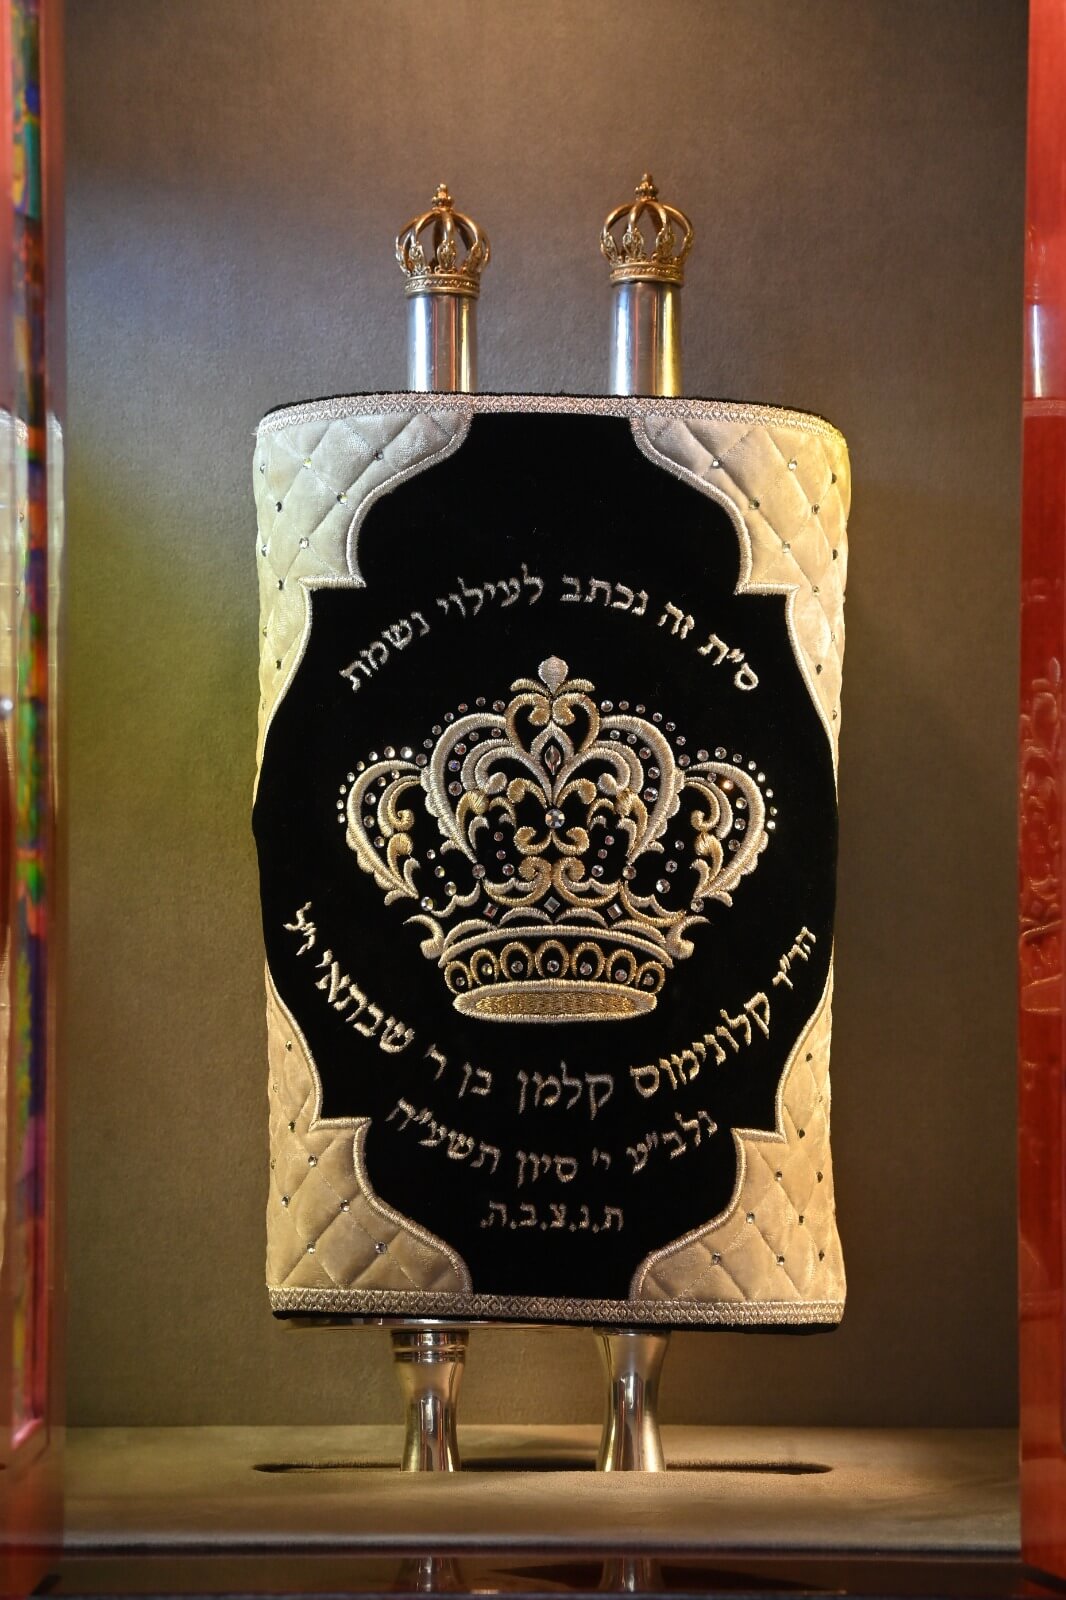 ס"ת זה נכתב לעילוי נשמת
הר"ר קלונימוס קלמן בן ר' שבתאי ז"ל
נלב"ע י' סיון תשע"ה
ת.נ.צ.ב.ה.